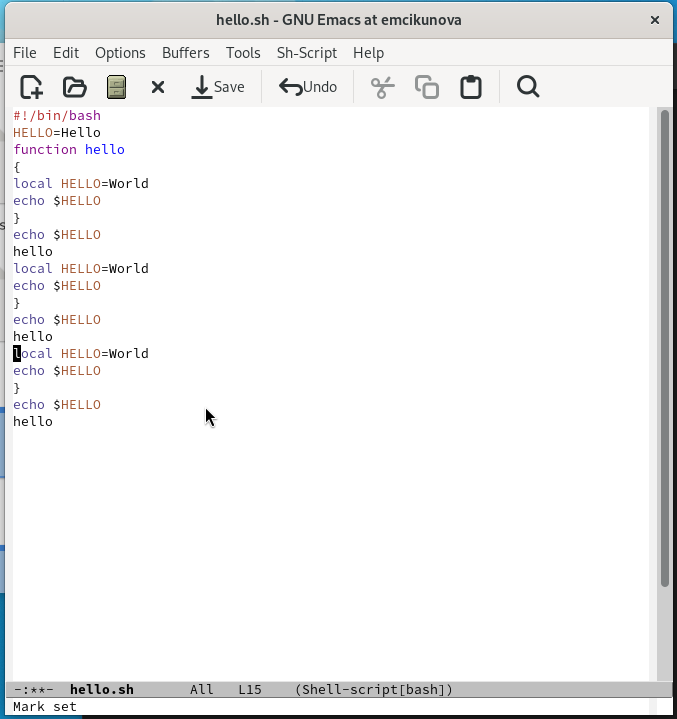 hello.sh - GNU Emacs at emcikunova ×
File Edit Options Buffers Tools Sh-Script Help
Save Undo
#!/bin/bash
HELLO=Hello
function hello
{
local HELLO=World
echo $HELLO
}
echo $HELLO
hello
local HELLO=World
echo $HELLO
}
echo $HELLO
hello
local HELLO=World
echo $HELLO
}
echo $HELLO
hello
-:**-  hello.sh       All   L15    (Shell-script[bash])
Mark set